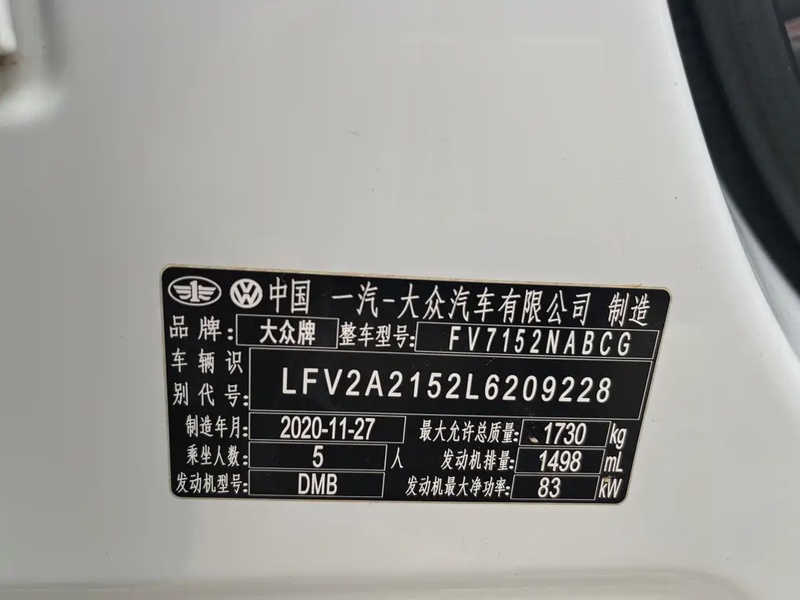 中国 一汽-大众汽车有限公司 制造
品牌: 大众牌 整车型号: FV7152NABCG
车辆识别代号: LFV2A2152L6209228
制造年月: 2020-11-27 最大允许总质量: 1730 kg
乘坐人数: 5 人 发动机排量: 1498 mL
发动机型号: DMB 发动机最大净功率: 83 kW